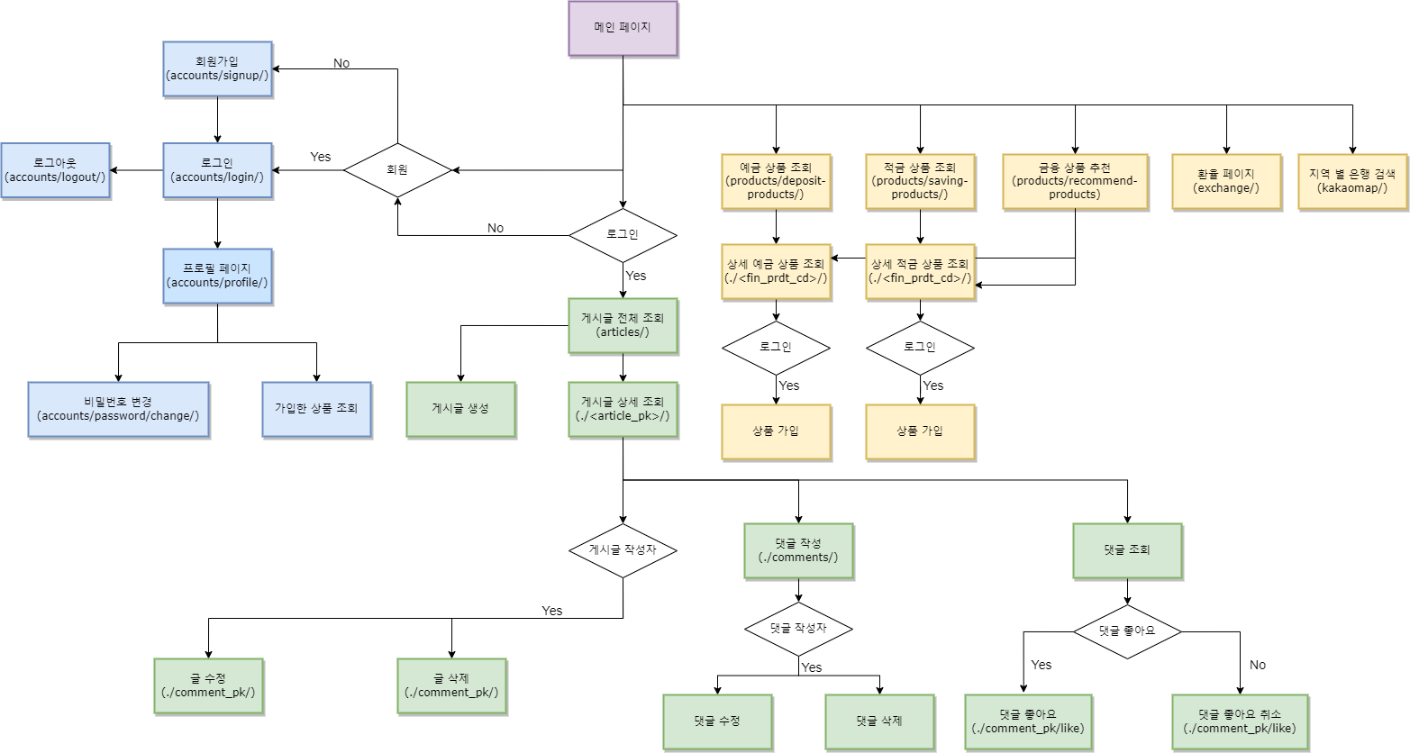 메인 페이지
회원가입
(accounts/signup/)
No
로그아웃
(accounts/logout/)
로그인
(accounts/login/)
Yes
회원
예금 상품 조회
(products/deposit-
products/)
적금 상품 조회
(products/saving-
products/)
금융 상품 추천
(products/recommend-
products)
환율 페이지
(exchange/)
지역 별 은행 검색
(kakaomap/)
No
로그인
Yes
프로필 페이지
(accounts/profile/)
상세 예금 상품 조회
(./<fin_prdt_cd>/)
상세 적금 상품 조회
(./<fin_prdt_cd>/)
게시글 전체 조회
(articles/)
로그인
Yes
로그인
Yes
비밀번호 변경
(accounts/password/change/)
가입한 상품 조회
게시글 생성
게시글 상세 조회
(./<article_pk>/)
상품 가입
상품 가입
게시글 작성자
Yes
댓글 작성
(./comments/)
댓글 조회
댓글 작성자
Yes
댓글 좋아요
Yes
No
글 수정
(./comment_pk/)
글 삭제
(./comment_pk/)
댓글 수정
댓글 삭제
댓글 좋아요
(./comment_pk/like)
댓글 좋아요 취소
(./comment_pk/like)